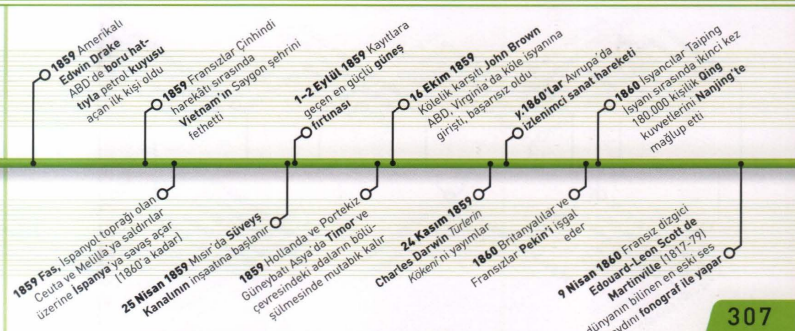 1859 Amerikalı
Edwin Drake
ABD'de boru hat-
tıyla petrol kuyusu
açan ilk kişi oldu
1859 Fransızlar Çinhindi
harekâtı sırasında
Vietnam'ın Saygon şehrini
fethetti
1-2 Eylül 1859 Kayıtlara
geçen en güçlü güneş
fırtınası
16 Ekim 1859
Kölelik karşıtı John Brown
ABD, Virginia'da köle isyanına
girişti, başarısız oldu
y.1860'lar Avrupa'da
izlenimci sanat hareketi
1860 İsyancılar Taiping
İsyanı sırasında ikinci kez
180.000 kişilik Qing
kuvvetlerini Nanjing'te
mağlup etti
1859 Fas, İspanyol toprağı olan
Ceuta ve Melilla'ya saldırılar
üzerine İspanya'ya savaş açar
(1860'a kadar)
25 Nisan 1859 Mısır'da Süveyş
Kanalının inşaatına başlanır
1859 Hollanda ve Portekiz
Güneybatı Asya'da Timor ve
çevresindeki adaların bölü-
şülmesinde mutabık kalır
24 Kasım 1859
Charles Darwin Türlerin
Kökeni'ni yayımlar
1860 Britanyalılar ve
Fransızlar Pekin'i işgal
eder
9 Nisan 1860 Fransız dizgici
Edouard-Leon Scott de
Martinville (1817-79)
dünyanın bilinen en eski ses
fonograf ile yapar
307